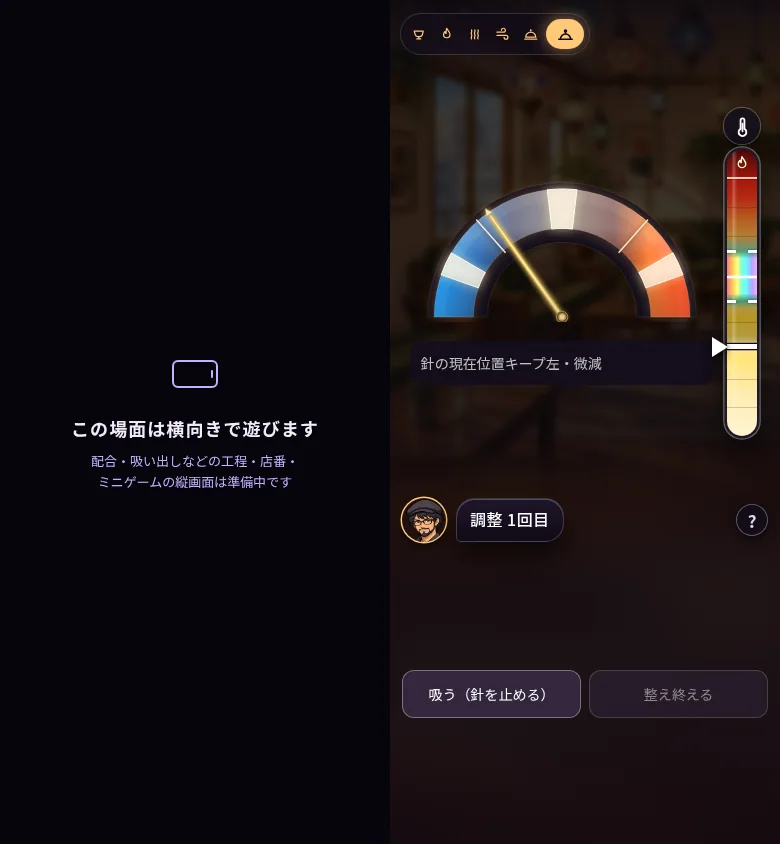 この場面は横向きで遊びます
配合・吸い出しなどの工程・店番・
ミニゲームの縦画面は準備中です
針の現在位置キープ左・微減
調整 1回目
?
吸う（針を止める）
整え終える